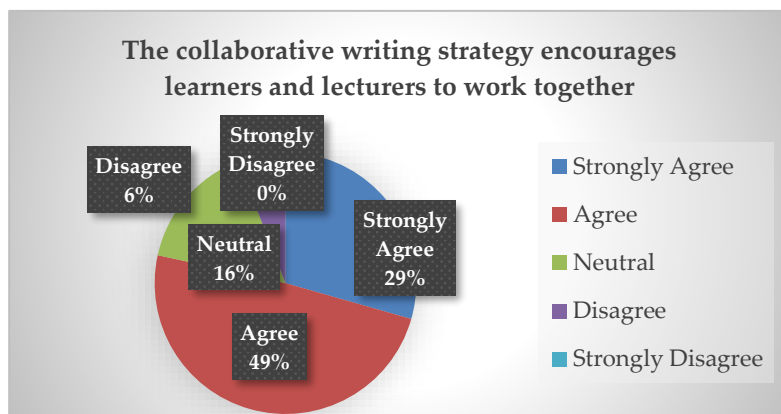 The collaborative writing strategy encourages
learners and lecturers to work together
Strongly
Disagree
0%
Disagree
6%
Neutral
16%
Strongly
Agree
29%
Agree
49%
Strongly Agree
Agree
Neutral
Disagree
Strongly Disagree